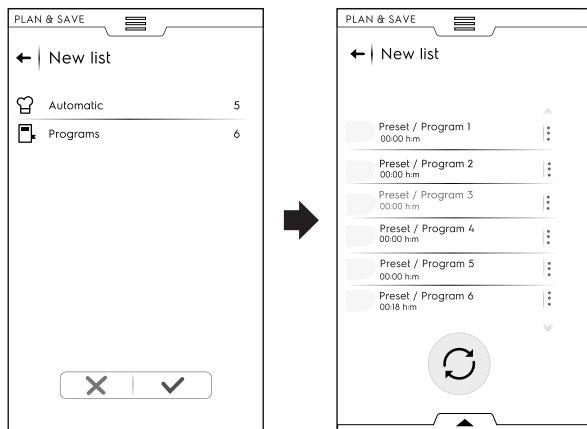 PLAN & SAVE
New list
Automatic 5
Programs 6
PLAN & SAVE
New list
Preset / Program 1
00:00 h:m
Preset / Program 2
00:00 h:m
Preset / Program 3
00:00 h:m
Preset / Program 4
00:00 h:m
Preset / Program 5
00:00 h:m
Preset / Program 6
00:18 h:m